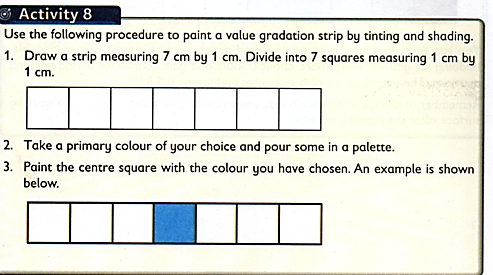 Activity 8
Use the following procedure to paint a value gradation strip by tinting and shading.
1. Draw a strip measuring 7 cm by 1 cm. Divide into 7 squares measuring 1 cm by
1 cm.
2. Take a primary colour of your choice and pour some in a palette.
3. Paint the centre square with the colour you have chosen. An example is shown
below.